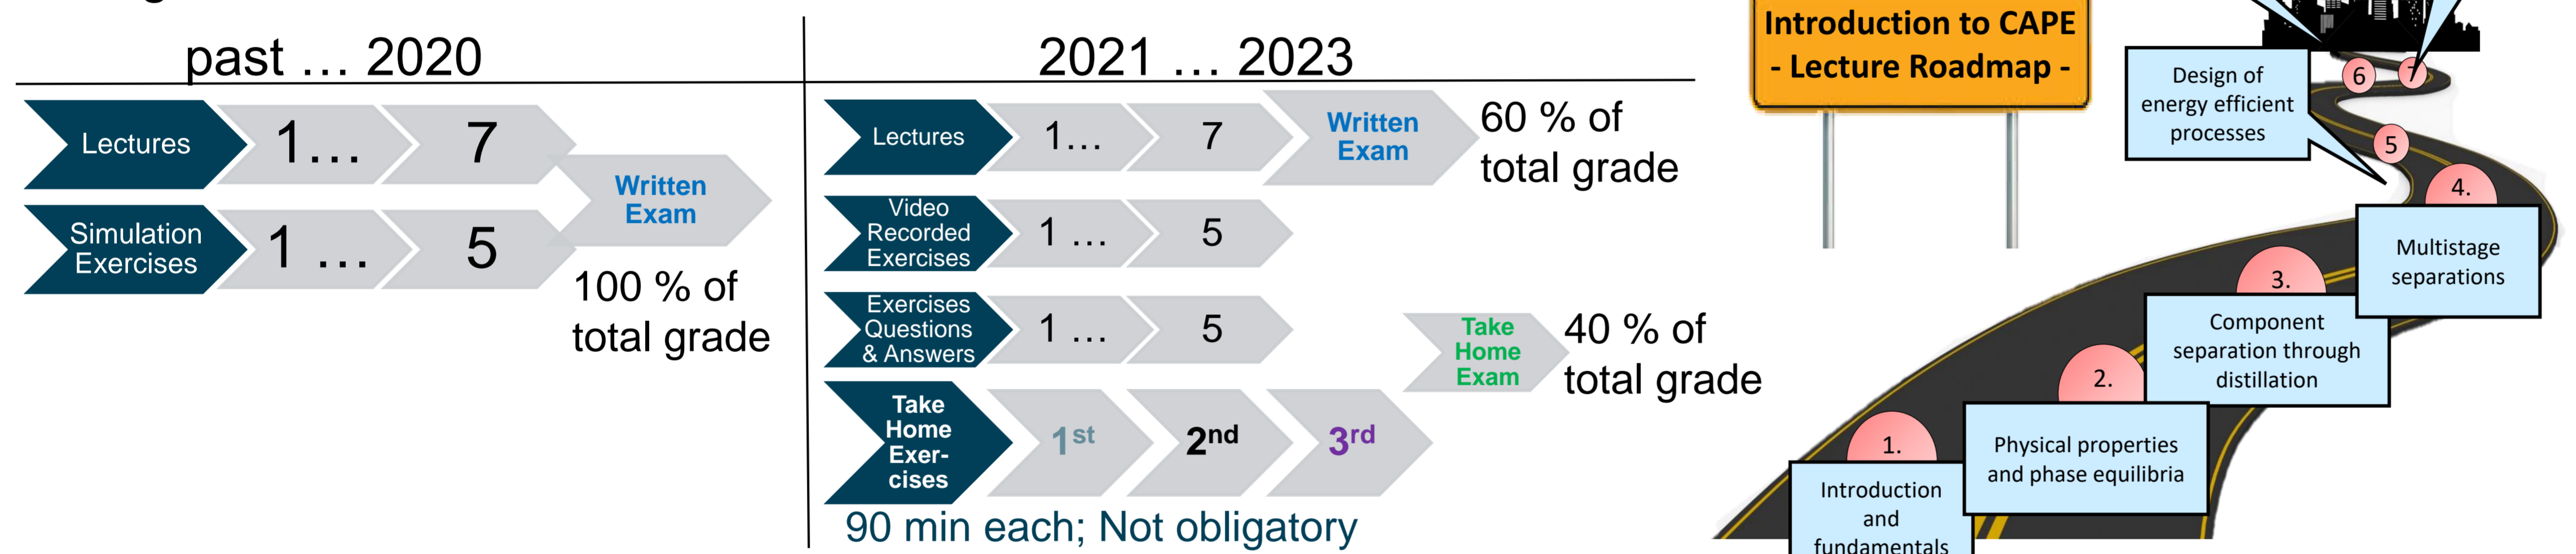 past ... 2020
Lectures
1...
7
Simulation
Exercises
1 ...
5
Written
Exam
100 % of
total grade
2021 ... 2023
Lectures
1...
7
Written
Exam
60 % of
total grade
Video
Recorded
Exercises
1 ...
5
Exercises
Questions
& Answers
1 ...
5
Take
Home
Exam
40 % of
total grade
Take
Home
Exer-
cises
1st
2nd
3rd
90 min each; Not obligatory
Introduction to CAPE
- Lecture Roadmap -
6
7
Design of
energy efficient
processes
5
4.
Multistage
separations
3.
Component
separation through
distillation
2.
Physical properties
and phase equilibria
1.
Introduction
and
fundamentals